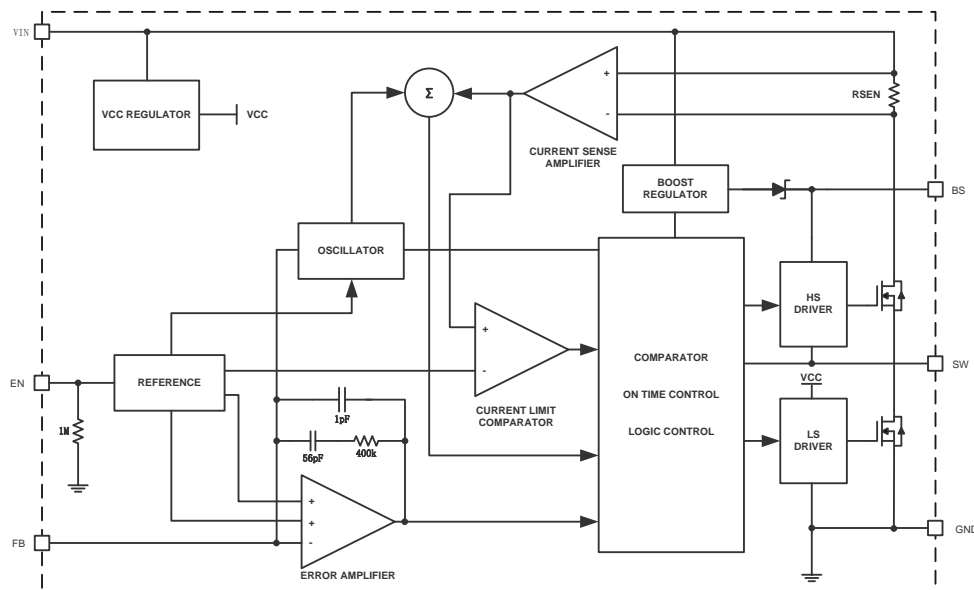 VIN
VCC REGULATOR
VCC
Σ
+
-
CURRENT SENSE
AMPLIFIER
RSEN
BOOST
REGULATOR
BS
OSCILLATOR
HS
DRIVER
+
-
CURRENT LIMIT
COMPARATOR
COMPARATOR
ON TIME CONTROL
LOGIC CONTROL
SW
EN
REFERENCE
1M
1pF
56pF
400k
VCC
LS
DRIVER
+
+
-
ERROR AMPLIFIER
FB
GND